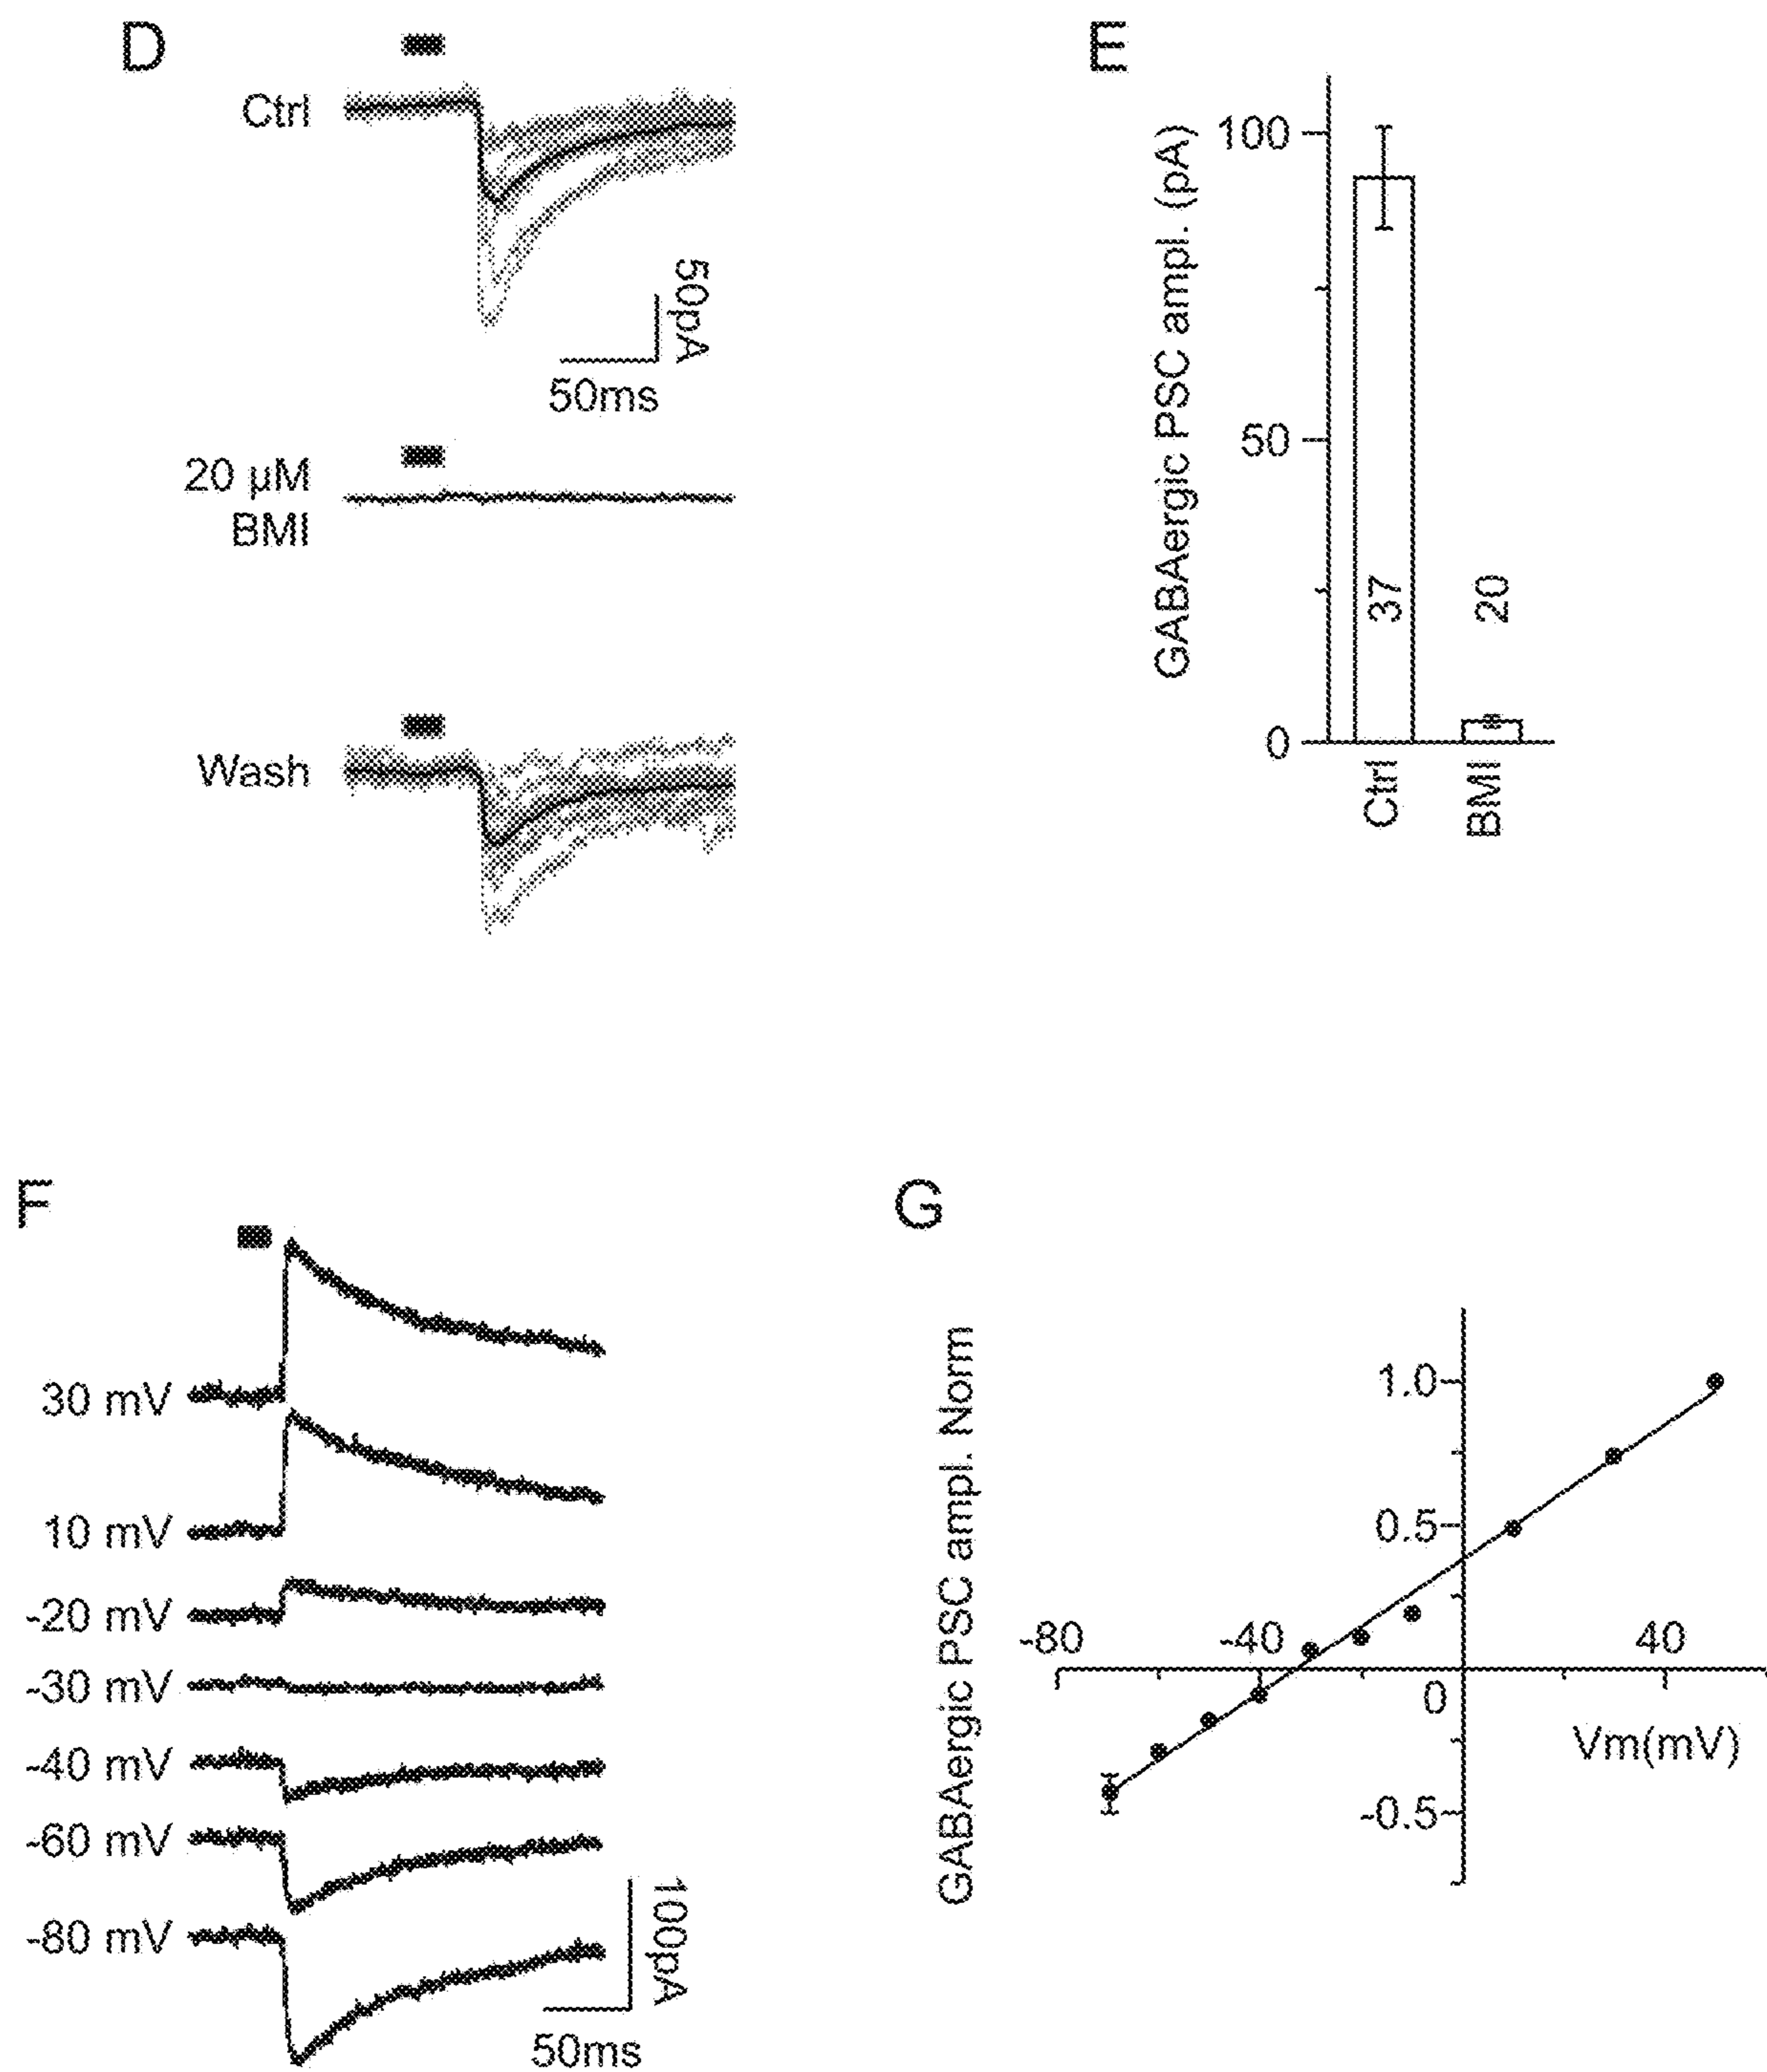 D
Ctrl
50pA
50ms
20 µM
BMI
Wash
E
GABAergic PSC ampl. (pA)
100
50
0
37
20
Ctrl
BMI
F
30 mV
10 mV
-20 mV
-30 mV
-40 mV
-60 mV
-80 mV
100pA
50ms
G
GABAergic PSC ampl. Norm
1.0
0.5
-80
-40
40
0
Vm(mV)
-0.5